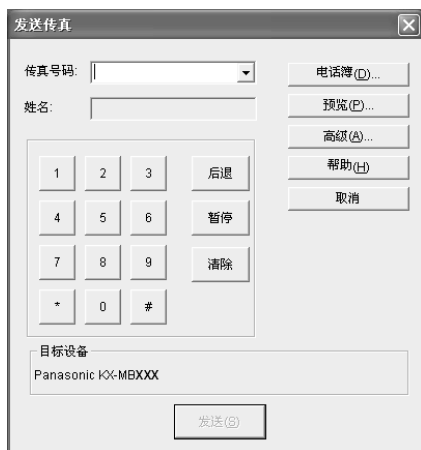 发送传真
传真号码:
姓名:
电话簿(D)...
预览(P)...
高级(A)...
帮助(H)
取消
1 2 3 后退
4 5 6 暂停
7 8 9 清除
* 0 #
目标设备
Panasonic KX-MBXXX
发送(S)